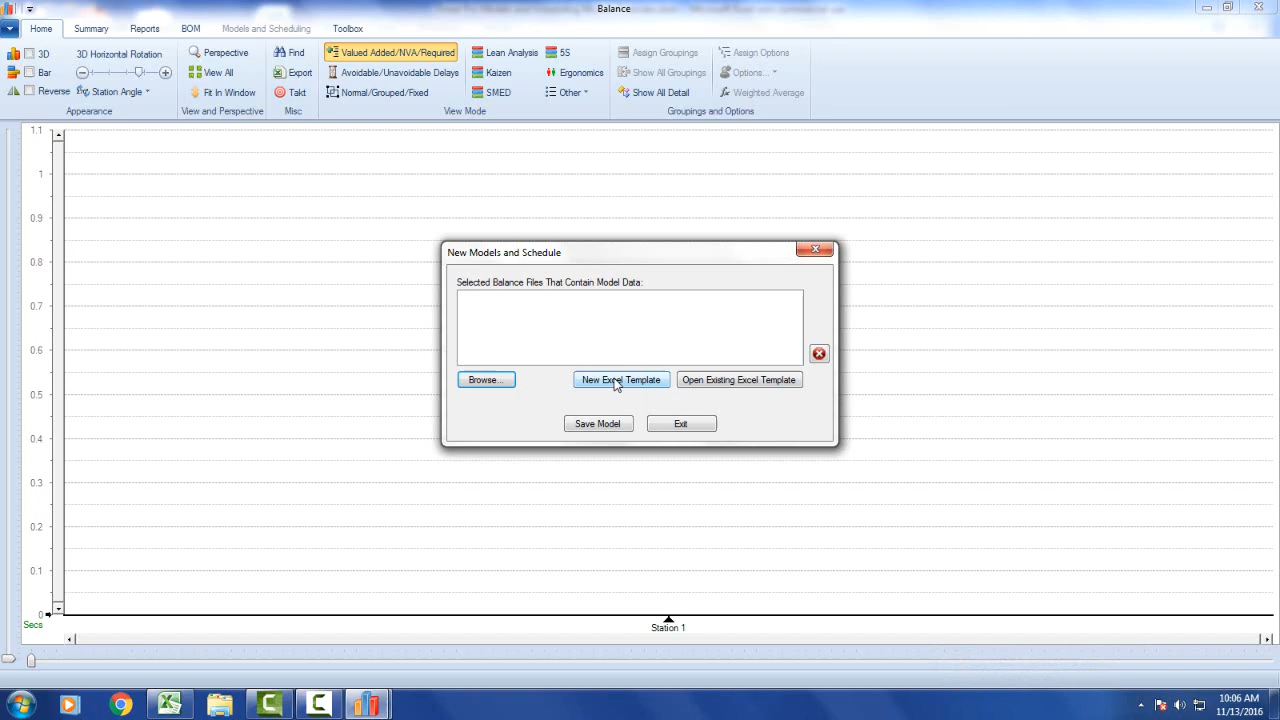 Balance
Home Summary Reports BOM Models and Scheduling Toolbox
3D 3D Horizontal Rotation Perspective Find Valued Added/NVA/Required Lean Analysis 5S Assign Groupings Assign Options
Bar View All Export Avoidable/Unavoidable Delays Kaizen Ergonomics Show All Groupings Options...
Reverse Station Angle Fit In Window Takt Normal/Grouped/Fixed SMED Other Show All Detail Weighted Average
Appearance View and Perspective Misc View Mode Groupings and Options
1.1
1
0.9
0.8
0.7
0.6
0.5
0.4
0.3
0.2
0.1
0
Secs
Station 1
New Models and Schedule
Selected Balance Files That Contain Model Data:
Browse... New Excel Template Open Existing Excel Template
Save Model Exit
10:06 AM
11/13/2016